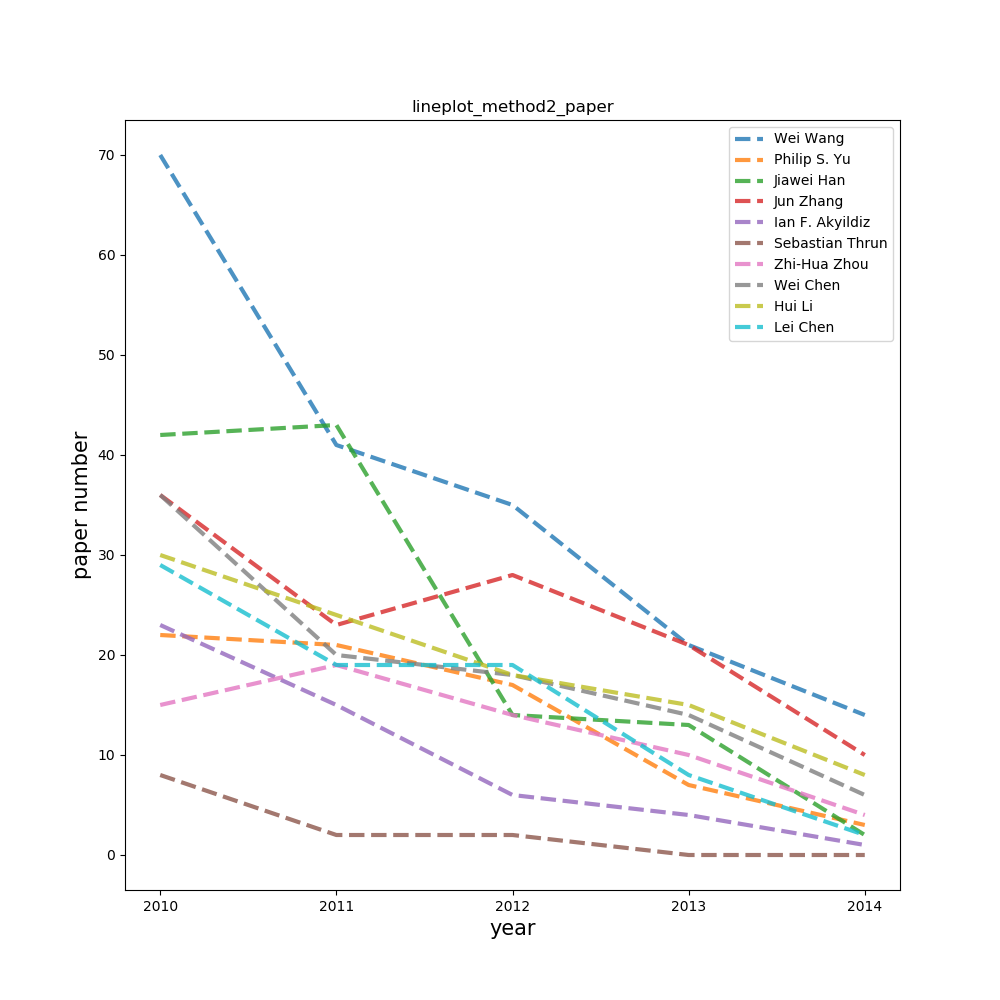 lineplot_method2_paper
Wei Wang
Philip S. Yu
Jiawei Han
Jun Zhang
Ian F. Akyildiz
Sebastian Thrun
Zhi-Hua Zhou
Wei Chen
Hui Li
Lei Chen
paper number
70
60
50
40
30
20
10
0
2010 2011 2012 2013 2014
year